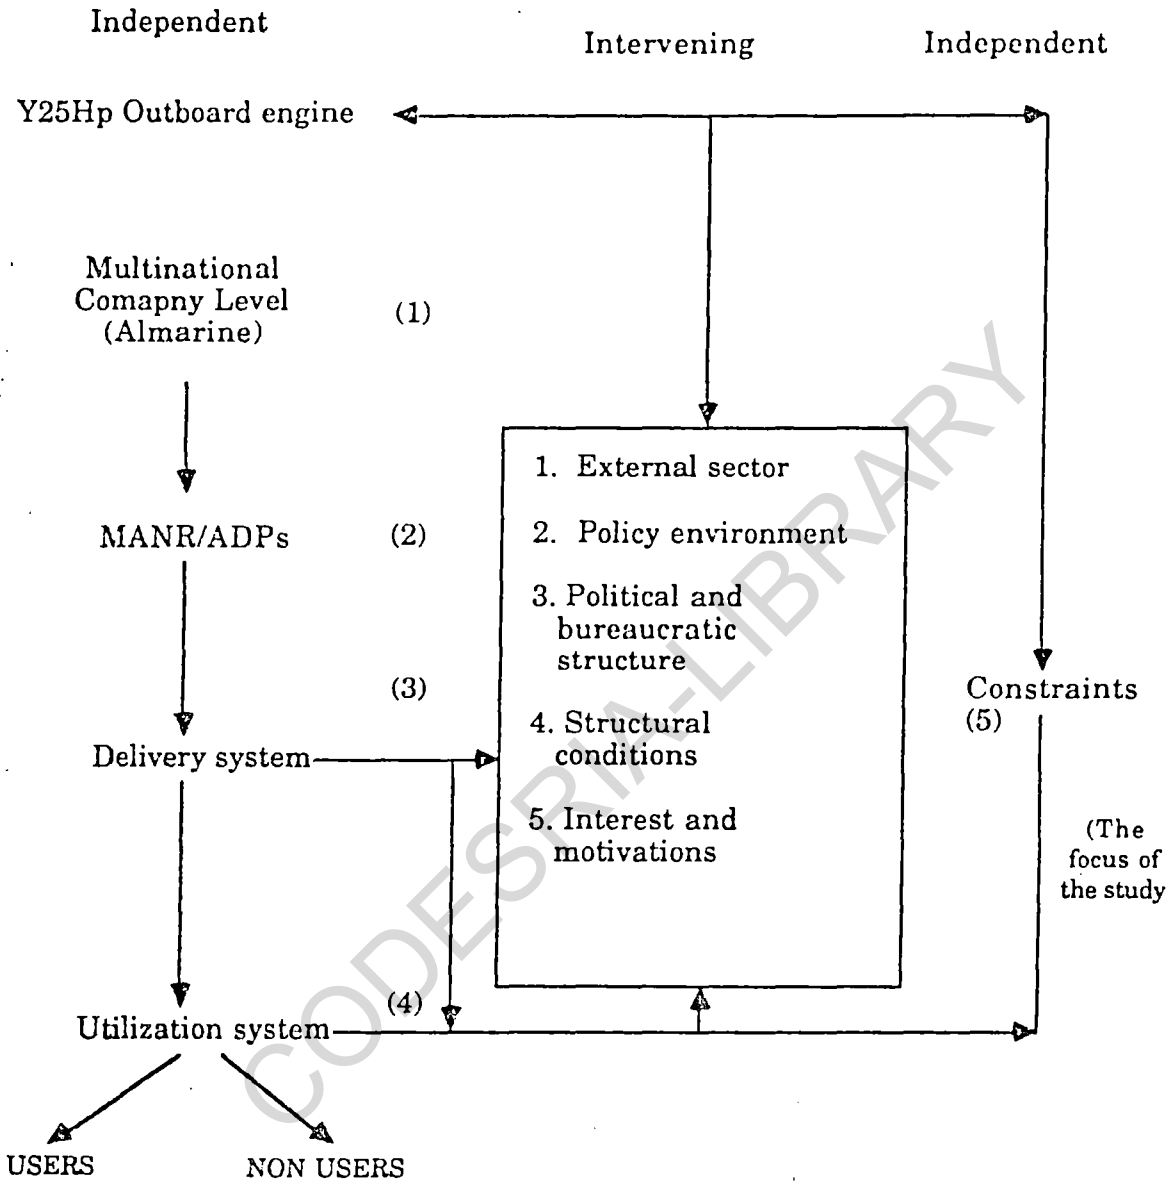 Independent
Intervening
Independent
Y25Hp Outboard engine
Multinational
Comapny Level
(Almarine)
(1)
MANR/ADPs
(2)
(3)
Delivery system
(4)
Utilization system
USERS
NON USERS
1. External sector
2. Policy environment
3. Political and
bureaucratic
structure
4. Structural
conditions
5. Interest and
motivations
Constraints
(5)
(The
focus of
the study
CODESRIA-LIBRARY